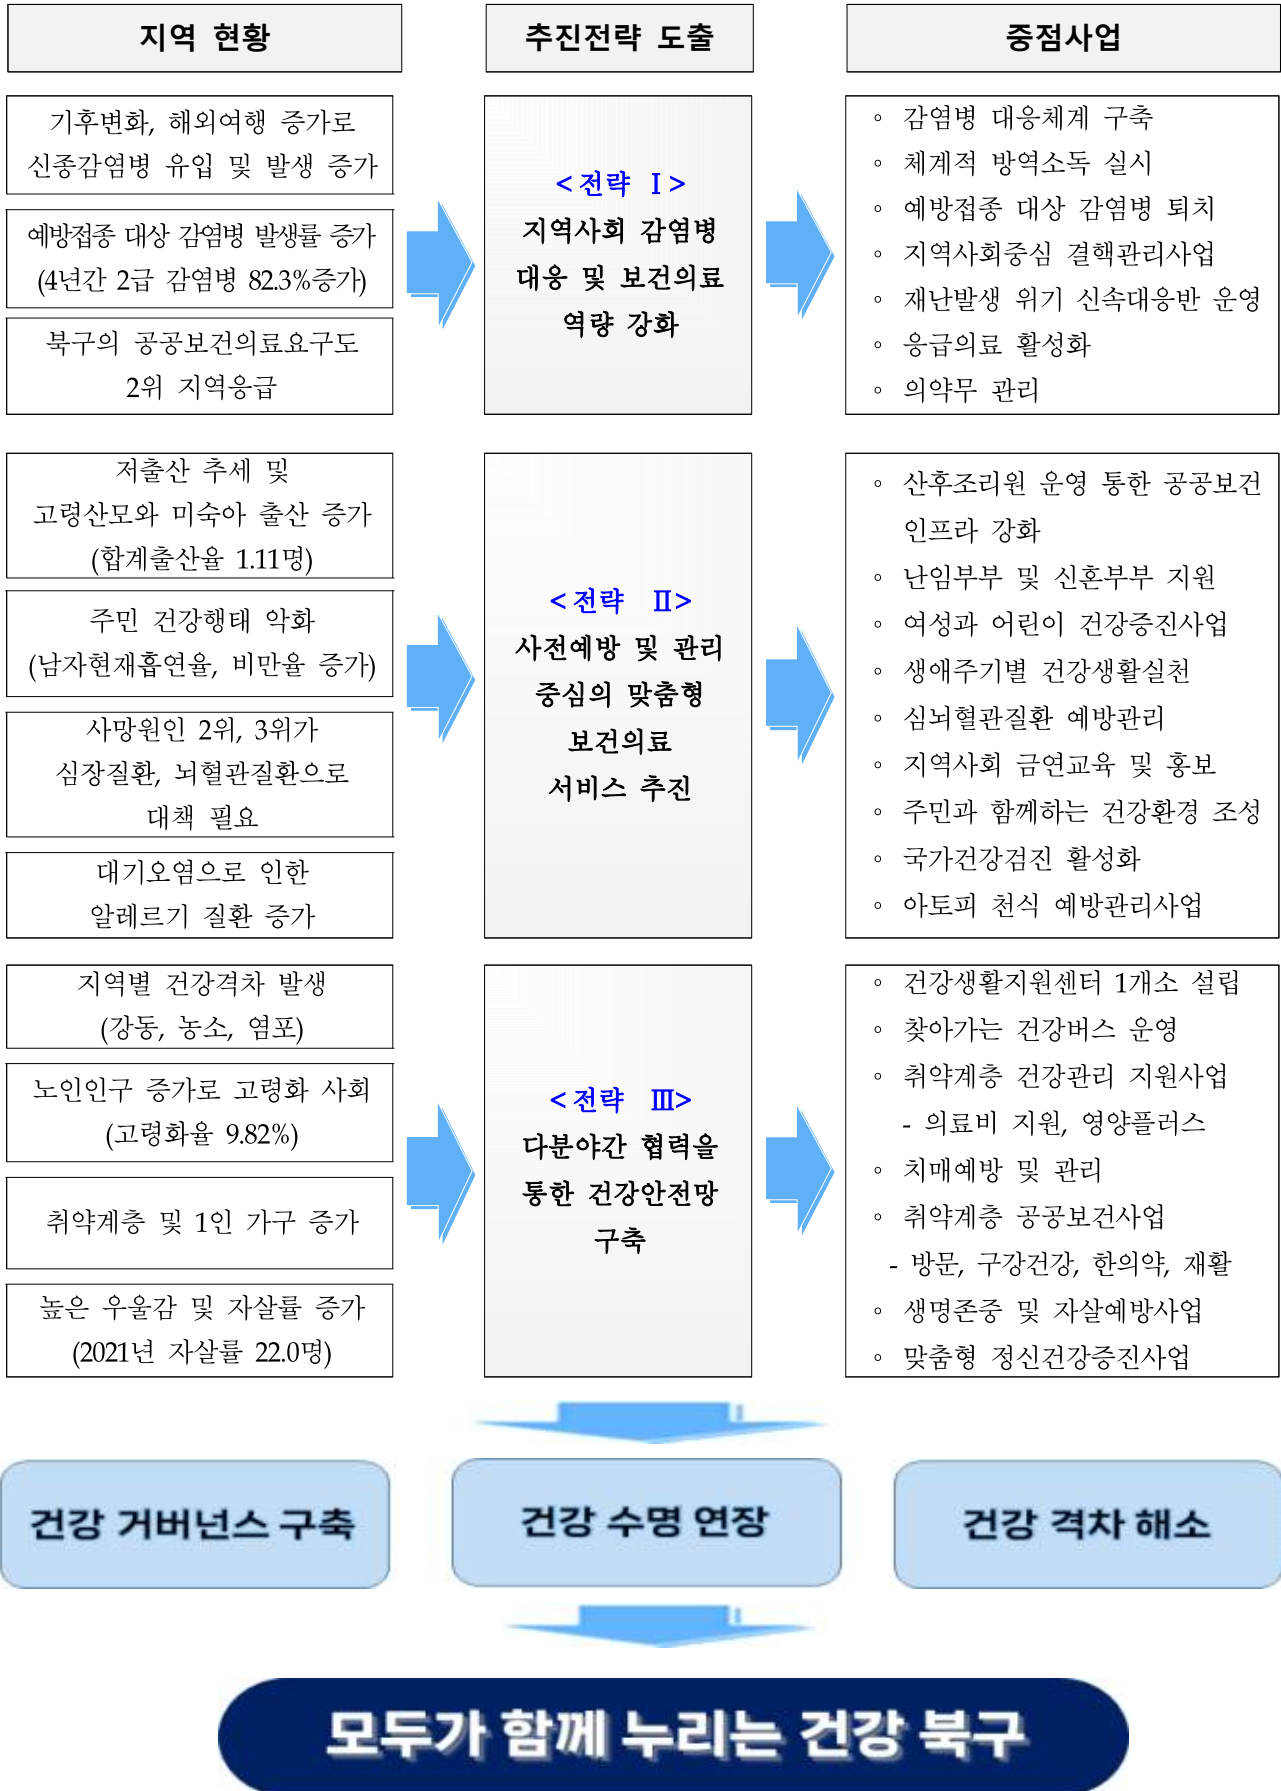 지역 현황
추진전략 도출
중점사업
기후변화, 해외여행 증가로
신종감염병 유입 및 발생 증가
예방접종 대상 감염병 발생률 증가
(4년간 2급 감염병 82.3%증가)
북구의 공공보건의료요구도
2위 지역응급
<전략 Ⅰ>
지역사회 감염병
대응 및 보건의료
역량 강화
◦ 감염병 대응체계 구축
◦ 체계적 방역소독 실시
◦ 예방접종 대상 감염병 퇴치
◦ 지역사회중심 결핵관리사업
◦ 재난발생 위기 신속대응반 운영
◦ 응급의료 활성화
◦ 의약무 관리
저출산 추세 및
고령산모와 미숙아 출산 증가
(합계출산율 1.11명)
주민 건강행태 악화
(남자현재흡연율, 비만율 증가)
사망원인 2위, 3위가
심장질환, 뇌혈관질환으로
대책 필요
대기오염으로 인한
알레르기 질환 증가
<전략 Ⅱ>
사전예방 및 관리
중심의 맞춤형
보건의료
서비스 추진
◦ 산후조리원 운영 통한 공공보건
인프라 강화
◦ 난임부부 및 신혼부부 지원
◦ 여성과 어린이 건강증진사업
◦ 생애주기별 건강생활실천
◦ 심뇌혈관질환 예방관리
◦ 지역사회 금연교육 및 홍보
◦ 주민과 함께하는 건강환경 조성
◦ 국가건강검진 활성화
◦ 아토피 천식 예방관리사업
지역별 건강격차 발생
(강동, 농소, 염포)
노인인구 증가로 고령화 사회
(고령화율 9.82%)
취약계층 및 1인 가구 증가
높은 우울감 및 자살률 증가
(2021년 자살률 22.0명)
<전략 Ⅲ>
다분야간 협력을
통한 건강안전망
구축
◦ 건강생활지원센터 1개소 설립
◦ 찾아가는 건강버스 운영
◦ 취약계층 건강관리 지원사업
- 의료비 지원, 영양플러스
◦ 치매예방 및 관리
◦ 취약계층 공공보건사업
- 방문, 구강건강, 한의약, 재활
◦ 생명존중 및 자살예방사업
◦ 맞춤형 정신건강증진사업
건강 거버넌스 구축
건강 수명 연장
건강 격차 해소
모두가 함께 누리는 건강 북구